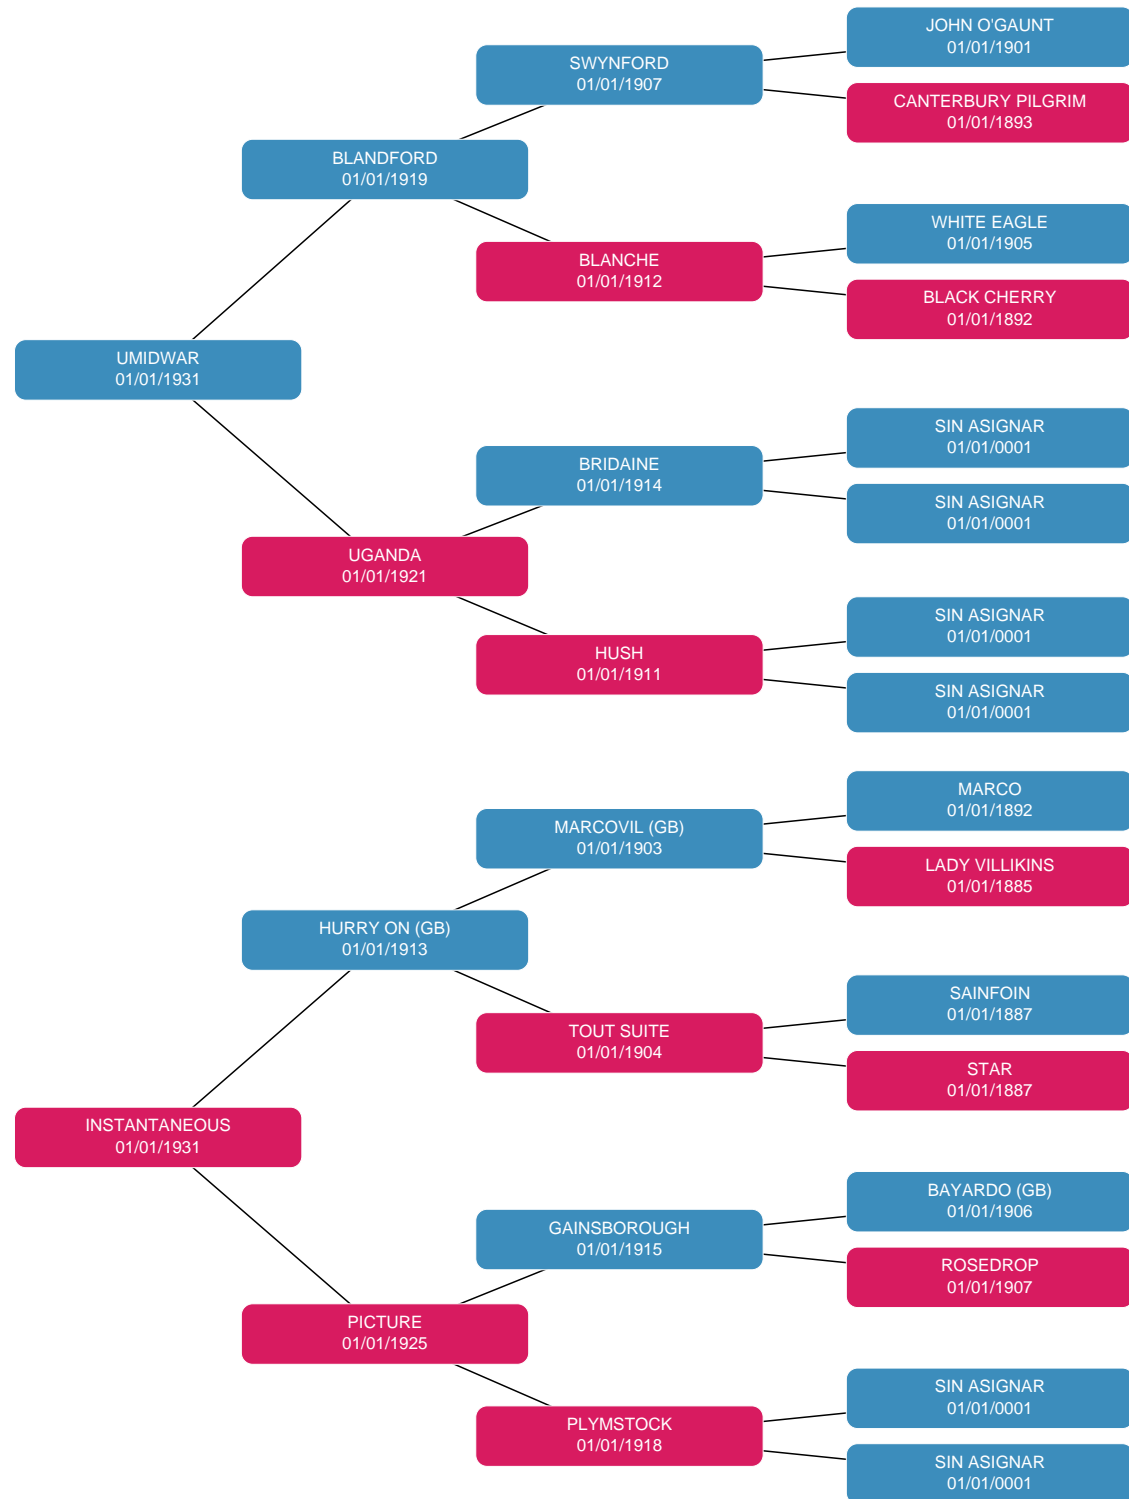 JOHN O'GAUNT
01/01/1901
SWYNFORD
01/01/1907
CANTERBURY PILGRIM
01/01/1893
BLANDFORD
01/01/1919
WHITE EAGLE
01/01/1905
BLANCHE
01/01/1912
BLACK CHERRY
01/01/1892
UMIDWAR
01/01/1931
SIN ASIGNAR
01/01/0001
BRIDAINE
01/01/1914
SIN ASIGNAR
01/01/0001
UGANDA
01/01/1921
SIN ASIGNAR
01/01/0001
HUSH
01/01/1911
SIN ASIGNAR
01/01/0001
MARCO
01/01/1892
MARCOVIL (GB)
01/01/1903
LADY VILLIKINS
01/01/1885
HURRY ON (GB)
01/01/1913
SAINFOIN
01/01/1887
TOUT SUITE
01/01/1904
STAR
01/01/1887
INSTANTANEOUS
01/01/1931
BAYARDO (GB)
01/01/1906
GAINSBOROUGH
01/01/1915
ROSEDROP
01/01/1907
PICTURE
01/01/1925
SIN ASIGNAR
01/01/0001
PLYMSTOCK
01/01/1918
SIN ASIGNAR
01/01/0001